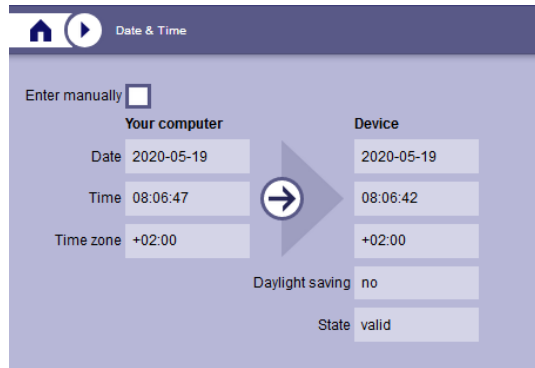 Date & Time
Enter manually
Your computer Device
Date 2020-05-19 2020-05-19
Time 08:06:47 08:06:42
Time zone +02:00 +02:00
Daylight saving no
State valid